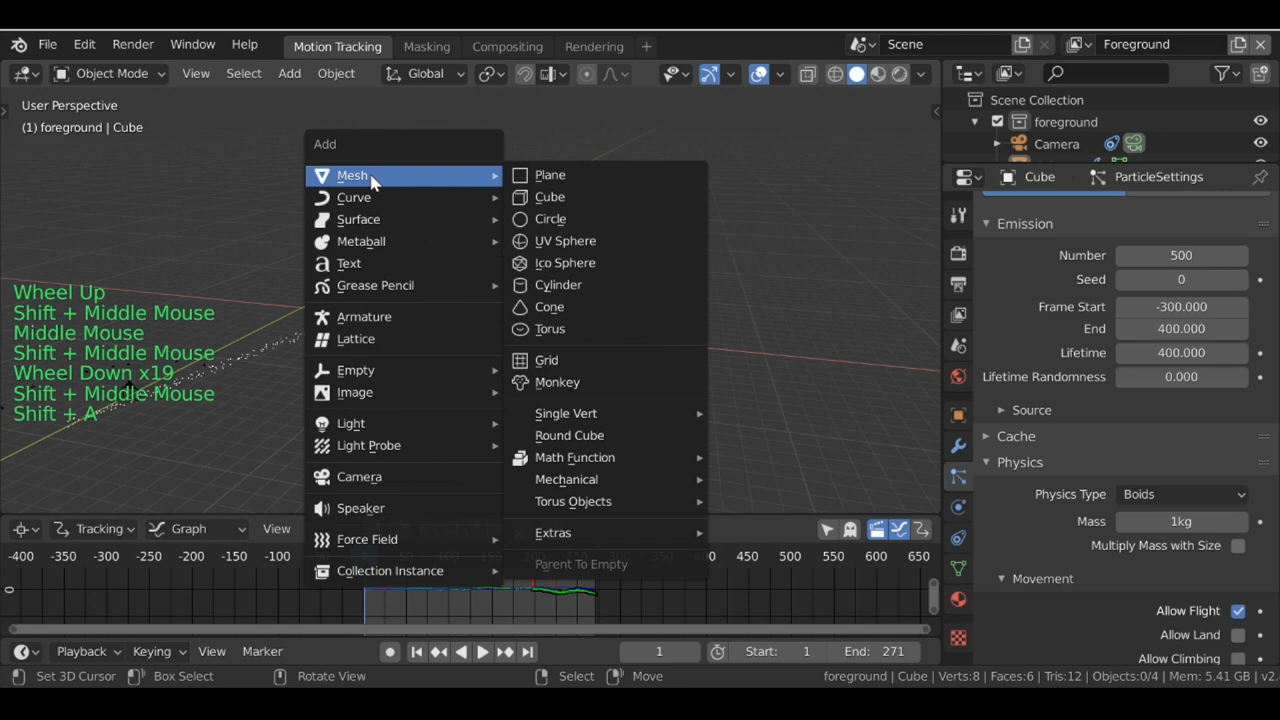 File Edit Render Window Help Motion Tracking Masking Compositing Rendering + Scene Foreground
Object Mode View Select Add Object Global
User Perspective
(1) foreground | Cube
Scene Collection
foreground
Camera
Cube ParticleSettings
Add
Mesh
Curve
Surface
Metaball
Text
Grease Pencil
Armature
Lattice
Empty
Image
Light
Light Probe
Camera
Speaker
Force Field
Collection Instance
Plane
Cube
Circle
UV Sphere
Ico Sphere
Cylinder
Cone
Torus
Grid
Monkey
Single Vert
Round Cube
Math Function
Mechanical
Torus Objects
Extras
Parent To Empty
Wheel Up
Shift + Middle Mouse
Middle Mouse
Shift + Middle Mouse
Wheel Down x19
Shift + Middle Mouse
Shift + A
Emission
Number 500
Seed 0
Frame Start -300.000
End 400.000
Lifetime 400.000
Lifetime Randomness 0.000
Source
Cache
Physics
Physics Type Boids
Mass 1kg
Multiply Mass with Size
Movement
Allow Flight
Allow Land
Allow Climbing
Tracking Graph View
-400 -350 -300 -250 -200 -150 -100 50 100 150 200 250 400 450 500 550 600 650
0
Playback Keying View Marker 1 Start: 1 End: 271
Set 3D Cursor Box Select Rotate View Select Move foreground | Cube | Verts:8 | Faces:6 | Tris:12 | Objects:0/4 | Mem: 5.41 GB | v2.